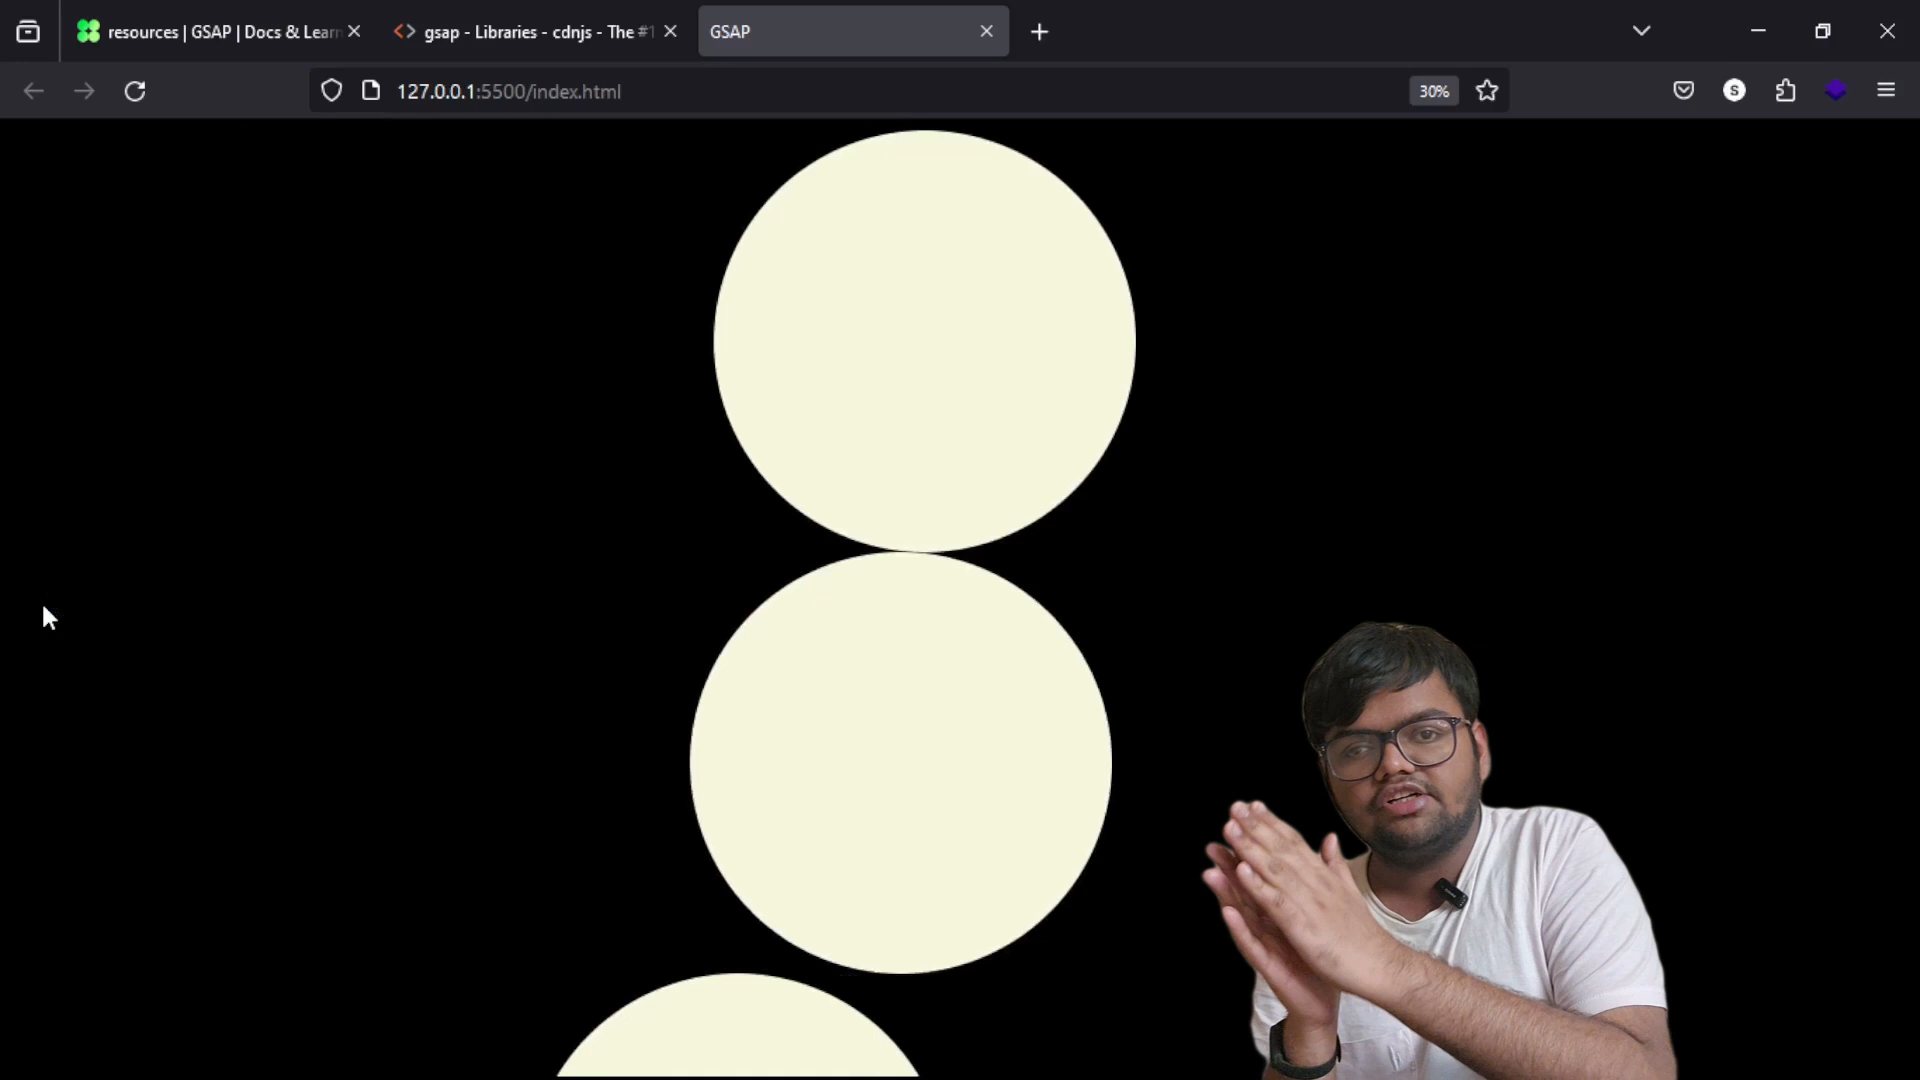 resources | GSAP | Docs & Learn
gsap - Libraries - cdnjs - The #1
GSAP
127.0.0.1:5500/index.html
30%
S